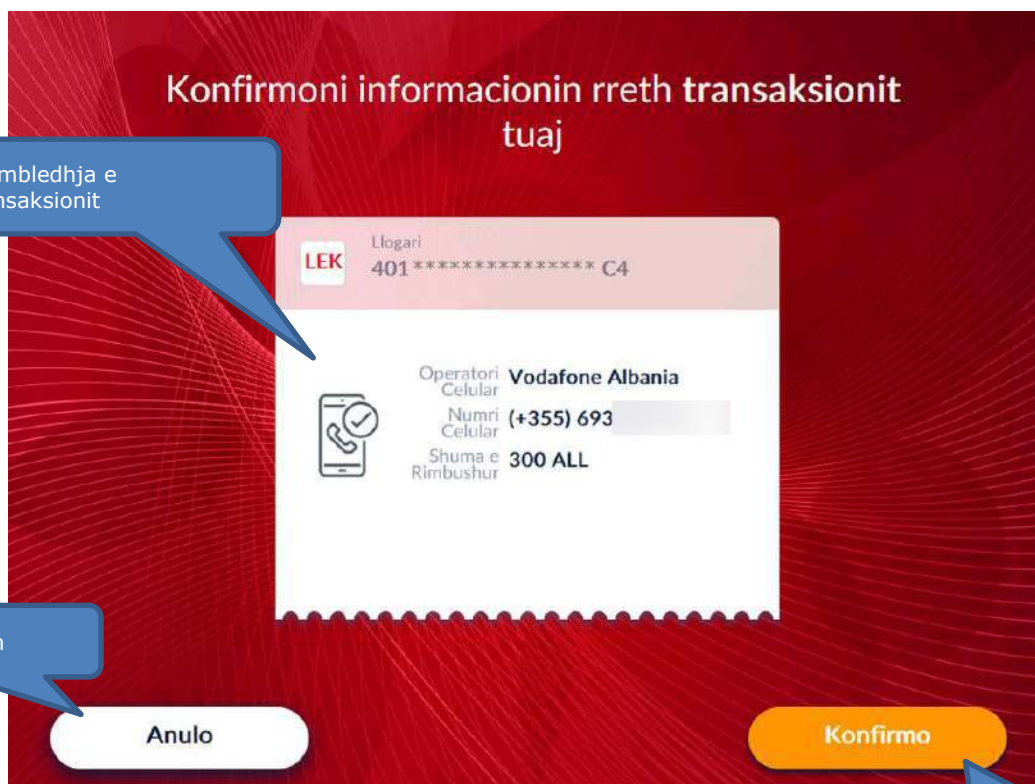 Konfirmoni informacionin rreth transaksionit
tuaj
LEK
Llogari
401*************** C4
Operatori
Celular
Vodafone Albania
Numri
Celular
(+355) 693
Shuma e
Rimbushur
300 ALL
Anulo
Konfirmo